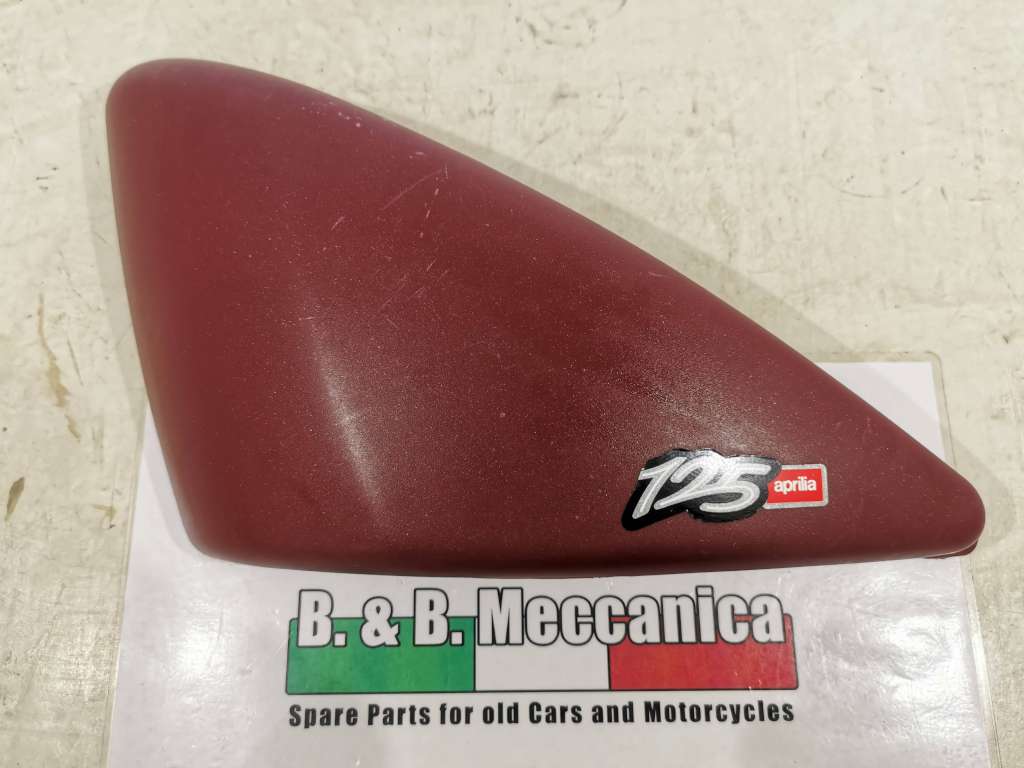 125 aprilia
B. & B. Meccanica
Spare Parts for old Cars and Motorcycles